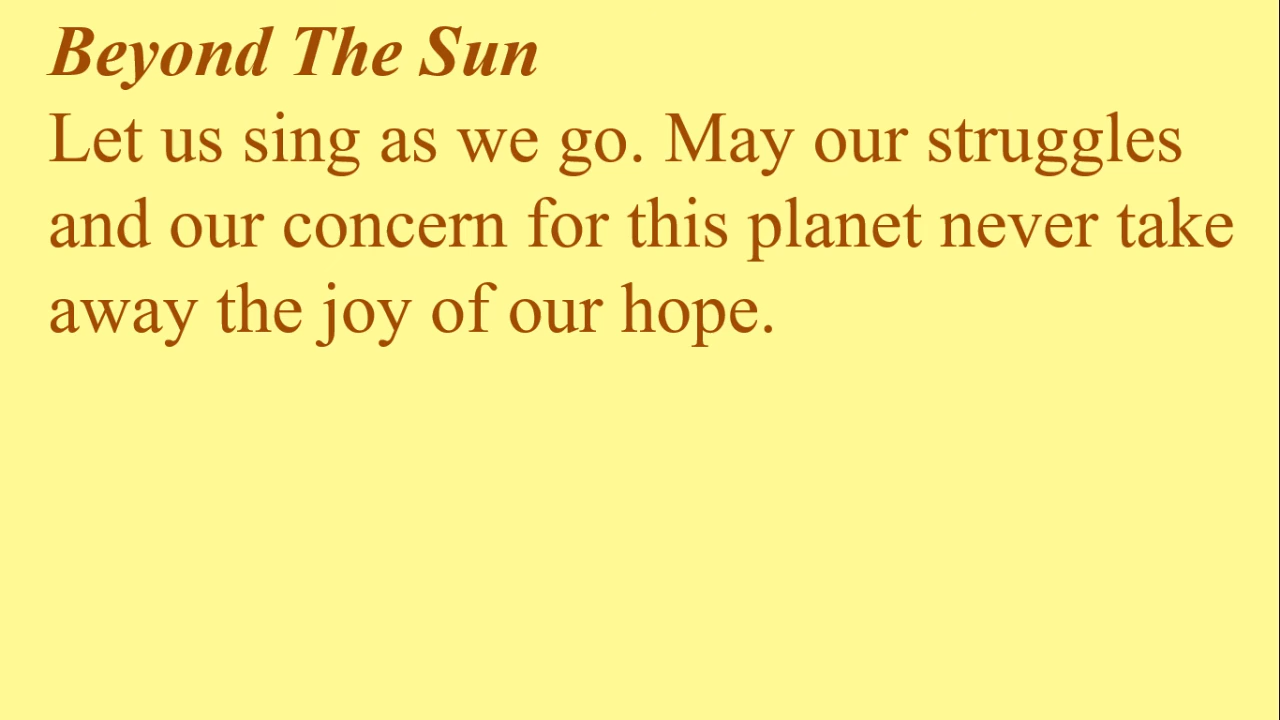 Beyond The Sun
Let us sing as we go. May our struggles
and our concern for this planet never take
away the joy of our hope.